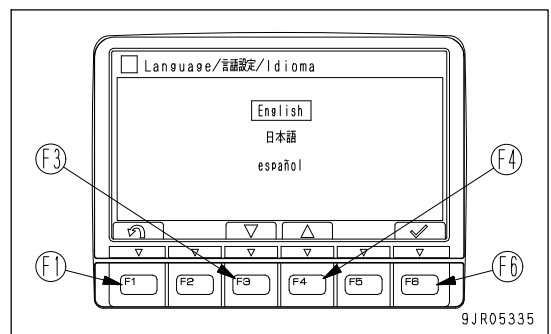 Language/言語設定/Idioma
English
日本語
español
F3
F4
F1
F6
F1 F2 F3 F4 F5 F6
9JR05335